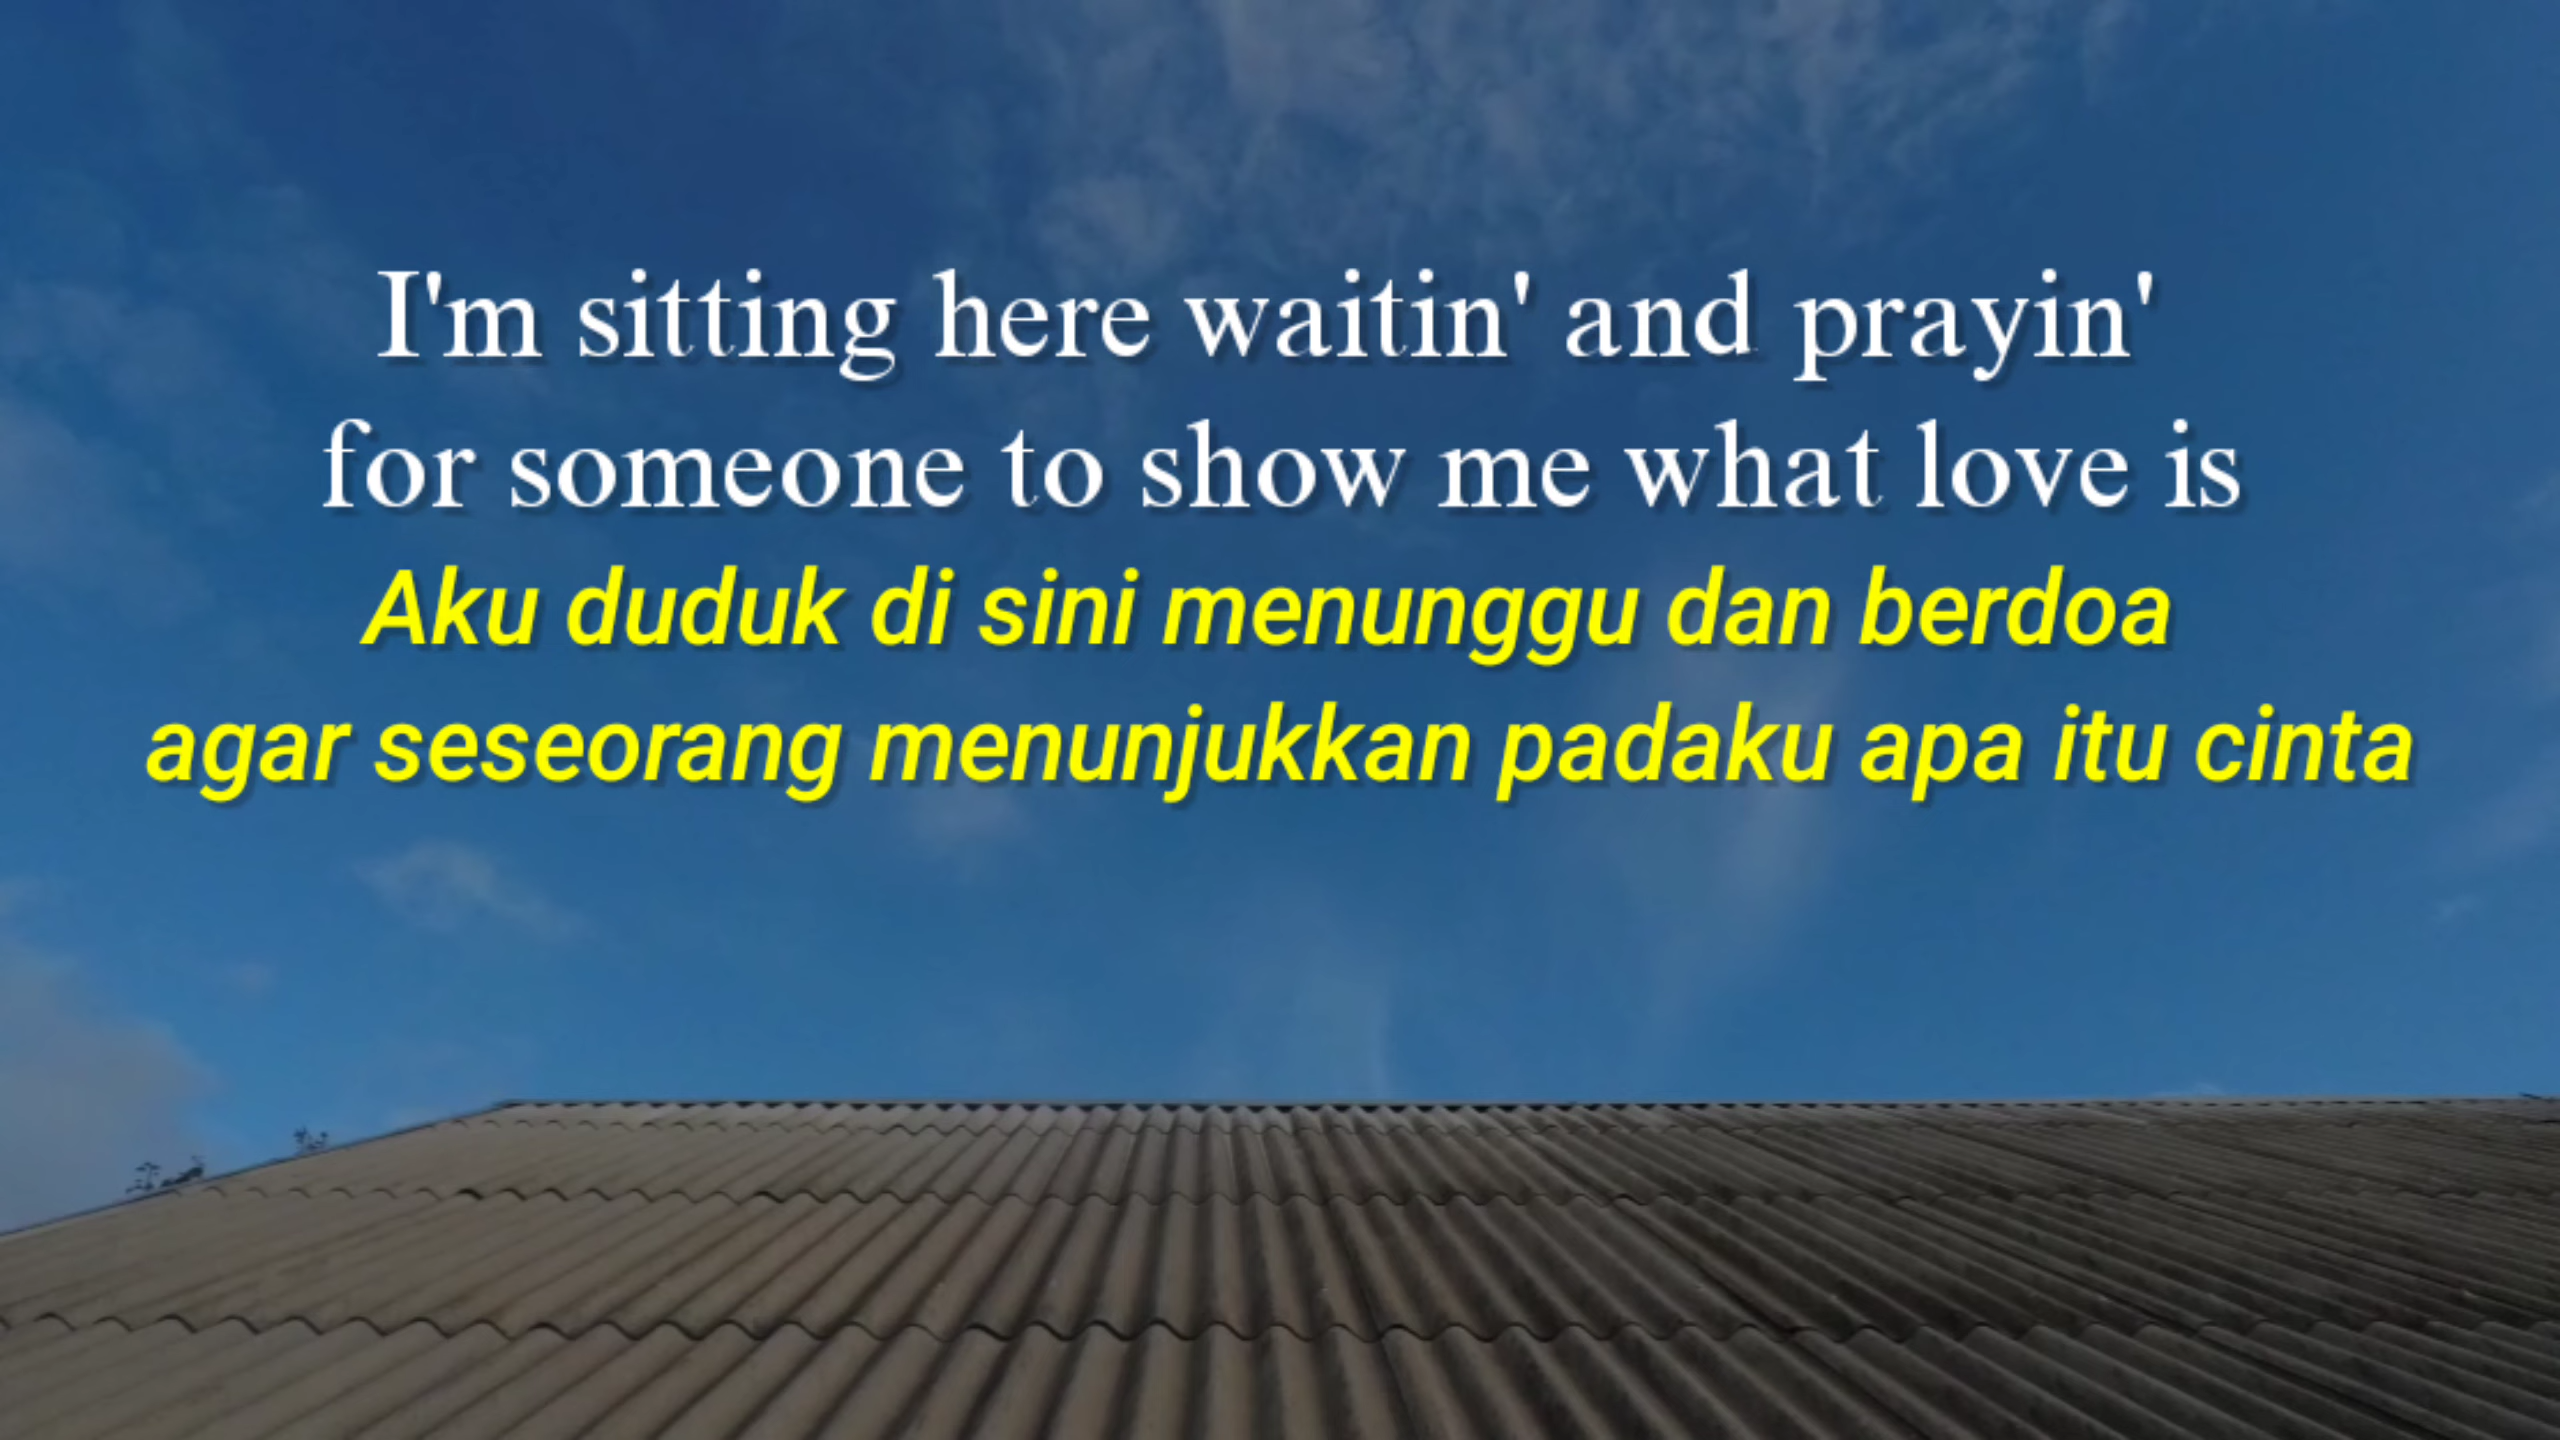 I'm sitting here waitin' and prayin'
for someone to show me what love is
Aku duduk di sini menunggu dan berdoa
agar seseorang menunjukkan padaku apa itu cinta